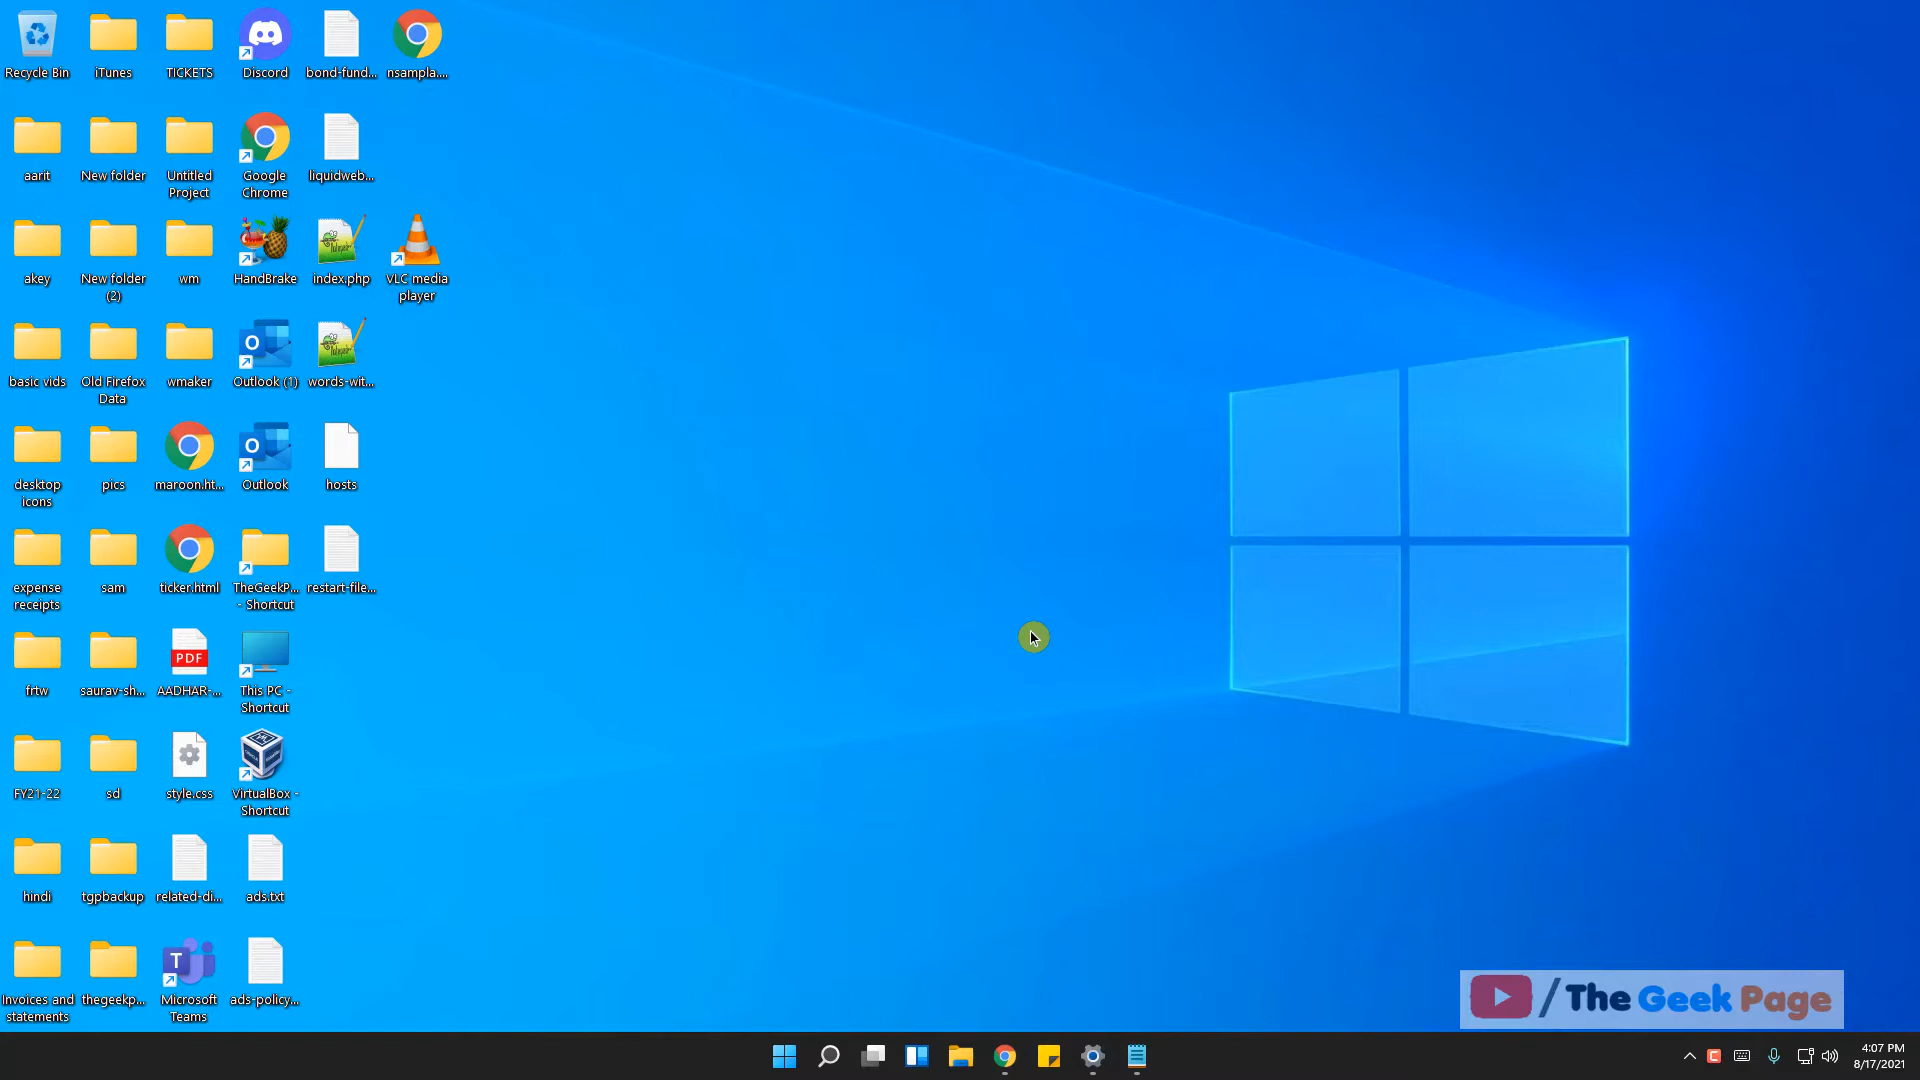 Recycle Bin
iTunes
TICKETS
Discord
bond-fund...
nsampla....
aarit
New folder
Untitled
Project
Google
Chrome
liquidweb...
akey
New folder
(2)
wm
HandBrake
index.php
VLC media
player
basic vids
Old Firefox
Data
wmaker
Outlook (1)
words-wit...
desktop
icons
pics
maroon.ht...
Outlook
hosts
expense
receipts
sam
ticker.html
TheGeekP...
- Shortcut
restart-file...
frtw
saurav-sh...
PDF
AADHAR-...
This PC -
Shortcut
FY21-22
sd
style.css
VirtualBox -
Shortcut
hindi
tgpbackup
related-di...
ads.txt
Invoices and
statements
thegeekp...
Microsoft
Teams
ads-policy...
/The Geek Page
4:07 PM
8/17/2021